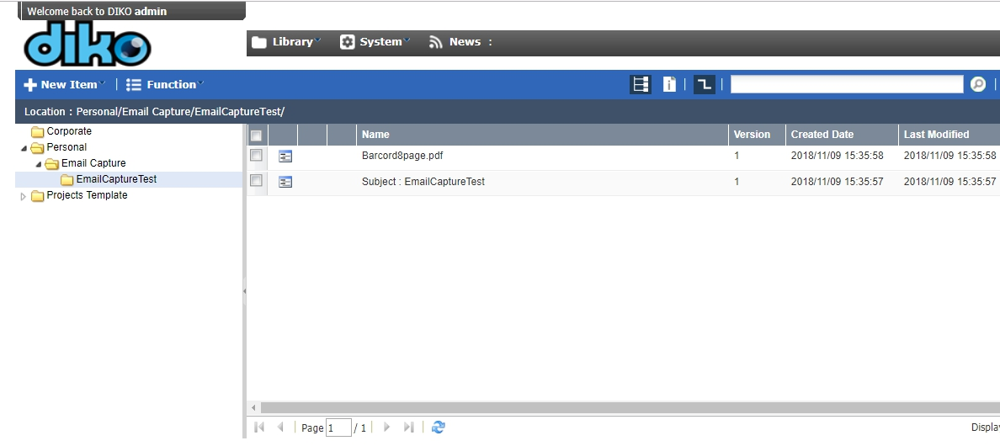 Welcome back to DIKO admin
diko
Library
System
News :
New Item
Function
Location : Personal/Email Capture/EmailCaptureTest/
Corporate
Personal
Email Capture
EmailCaptureTest
Projects Template
Name Version Created Date Last Modified
Barcord8page.pdf 1 2018/11/09 15:35:58 2018/11/09 15:35:58
Subject : EmailCaptureTest 1 2018/11/09 15:35:57 2018/11/09 15:35:57
Page 1 / 1
Display